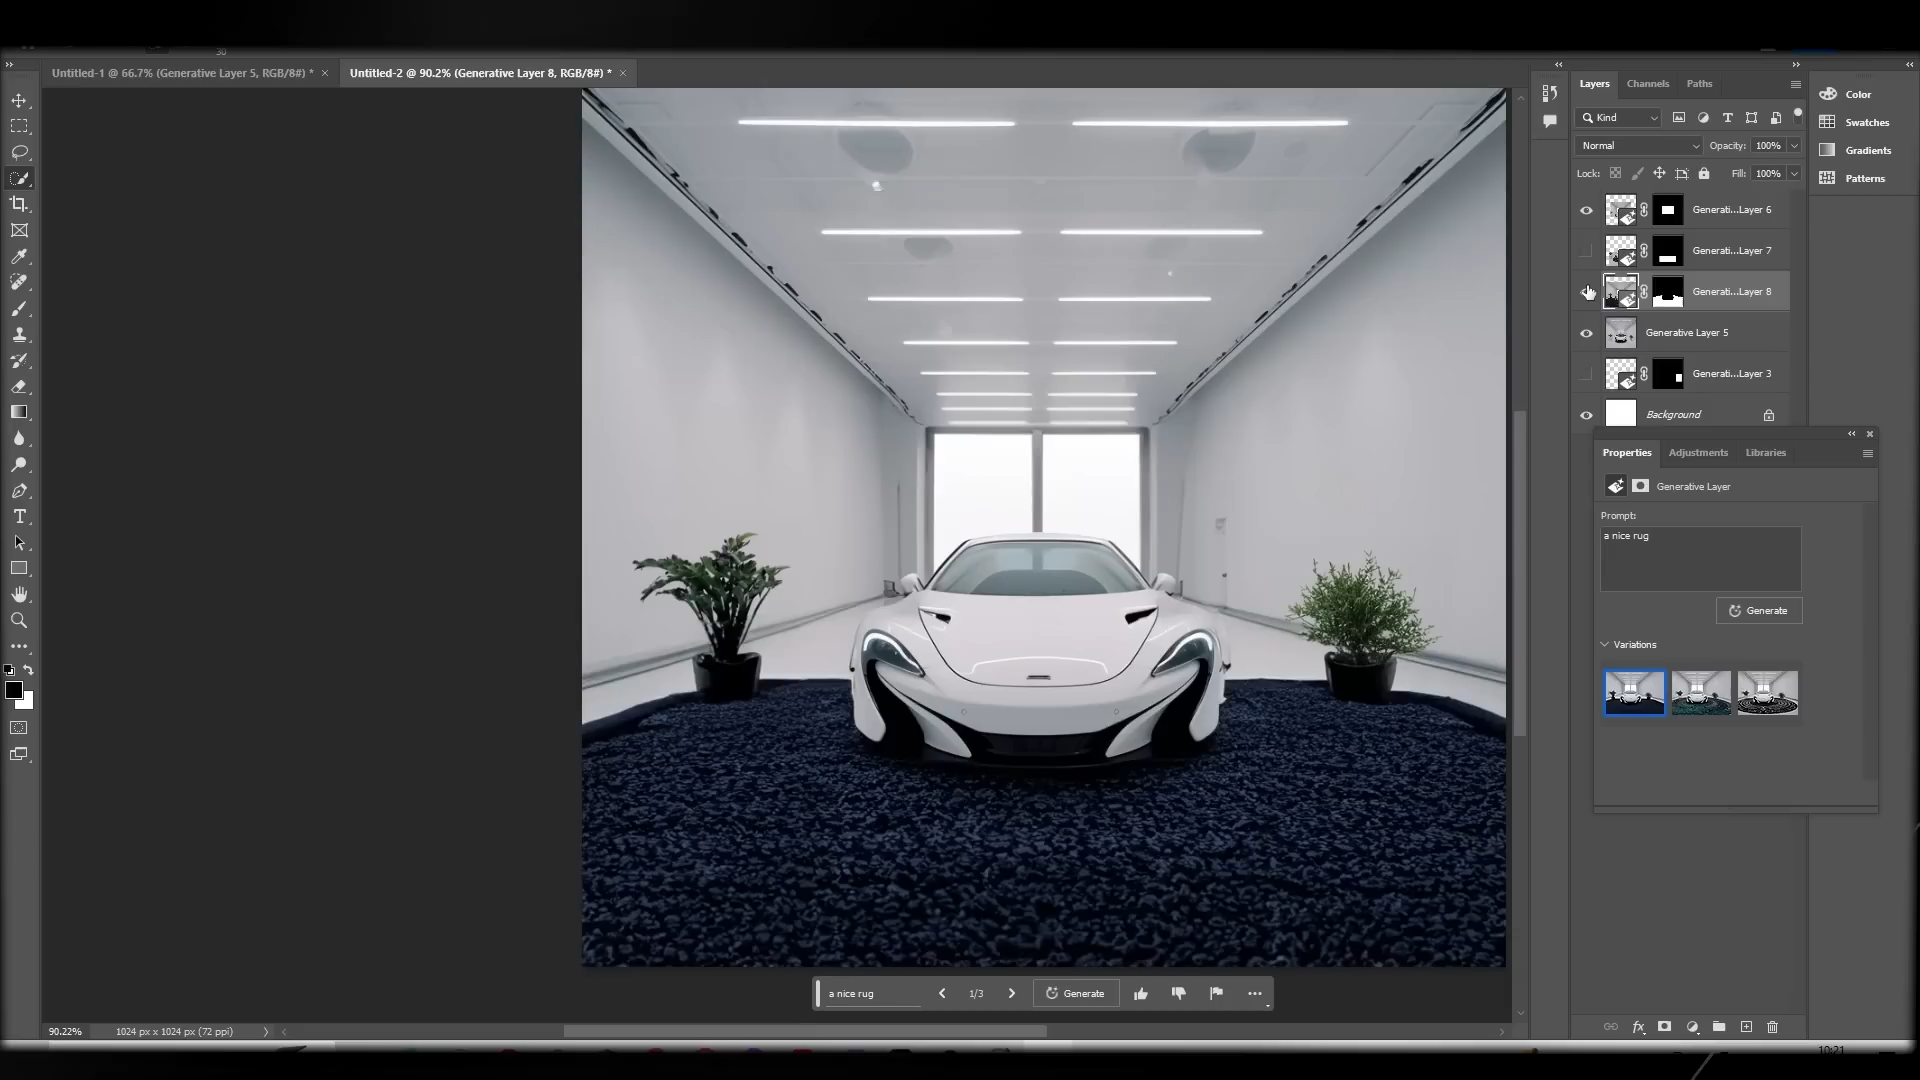 30
Untitled-1 @ 66.7% (Generative Layer 5, RGB/8#) * ×
Untitled-2 @ 90.2% (Generative Layer 8, RGB/8#) * ×
Layers Channels Paths
Kind
Normal Opacity: 100%
Lock: Fill: 100%
Generati...Layer 6
Generati...Layer 7
Generati...Layer 8
Generative Layer 5
Generati...Layer 3
Background
Color
Swatches
Gradients
Patterns
Properties Adjustments Libraries
Generative Layer
Prompt:
a nice rug
Generate
Variations
a nice rug 1/3 Generate
90.22% 1024 px x 1024 px (72 ppi)
10:21